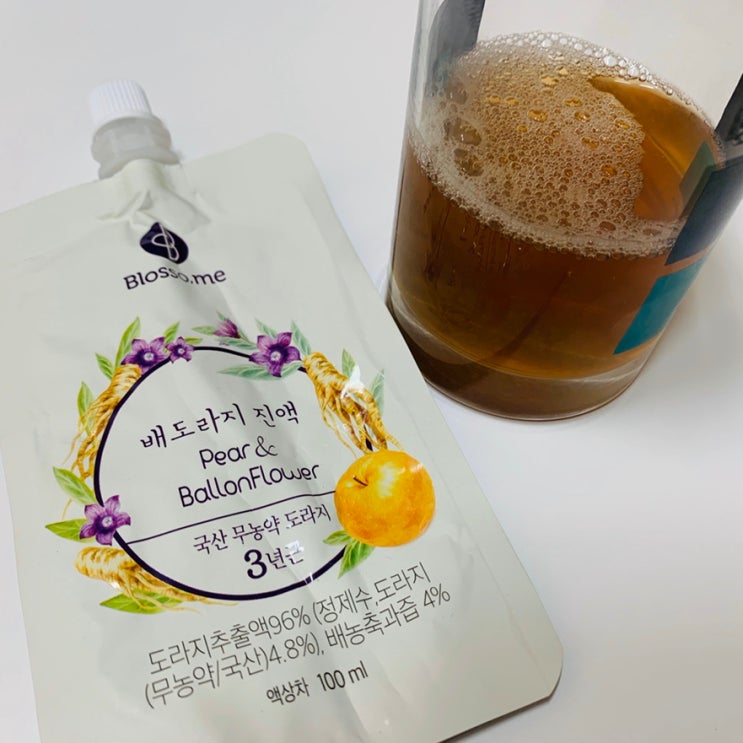 Blosso.me
배도라지 진액
Pear &
BallonFlower
국산 무농약 도라지
3년근
도라지추출액96% (정제수,도라지
(무농약/국산)4.8%), 배농축과즙 4%
액상차 100 ml